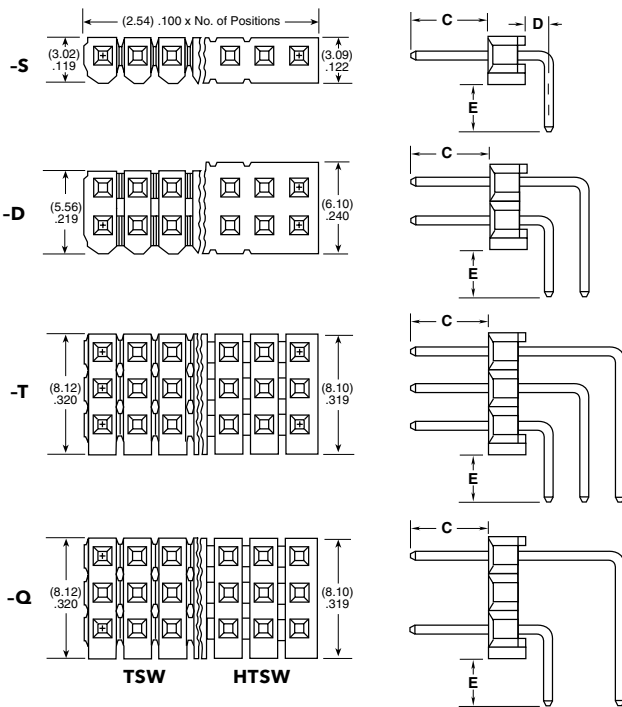 (2.54) .100 x No. of Positions
-S
(3.02)
.119
(3.09)
.122
C
D
E
-D
(5.56)
.219
(6.10)
.240
C
E
-T
(8.12)
.320
(8.10)
.319
C
E
-Q
(8.12)
.320
(8.10)
.319
C
E
TSW
HTSW